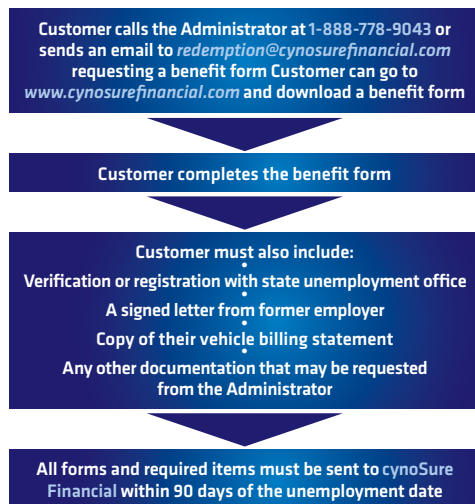 Customer calls the Administrator at 1-888-778-9043 or
sends an email to redemption@cynosurefinancial.com
requesting a benefit form Customer can go to
www.cynosurefinancial.com and download a benefit form
Customer completes the benefit form
Customer must also include:
Verification or registration with state unemployment office
A signed letter from former employer
Copy of their vehicle billing statement
Any other documentation that may be requested
from the Administrator
All forms and required items must be sent to cynoSure
Financial within 90 days of the unemployment date